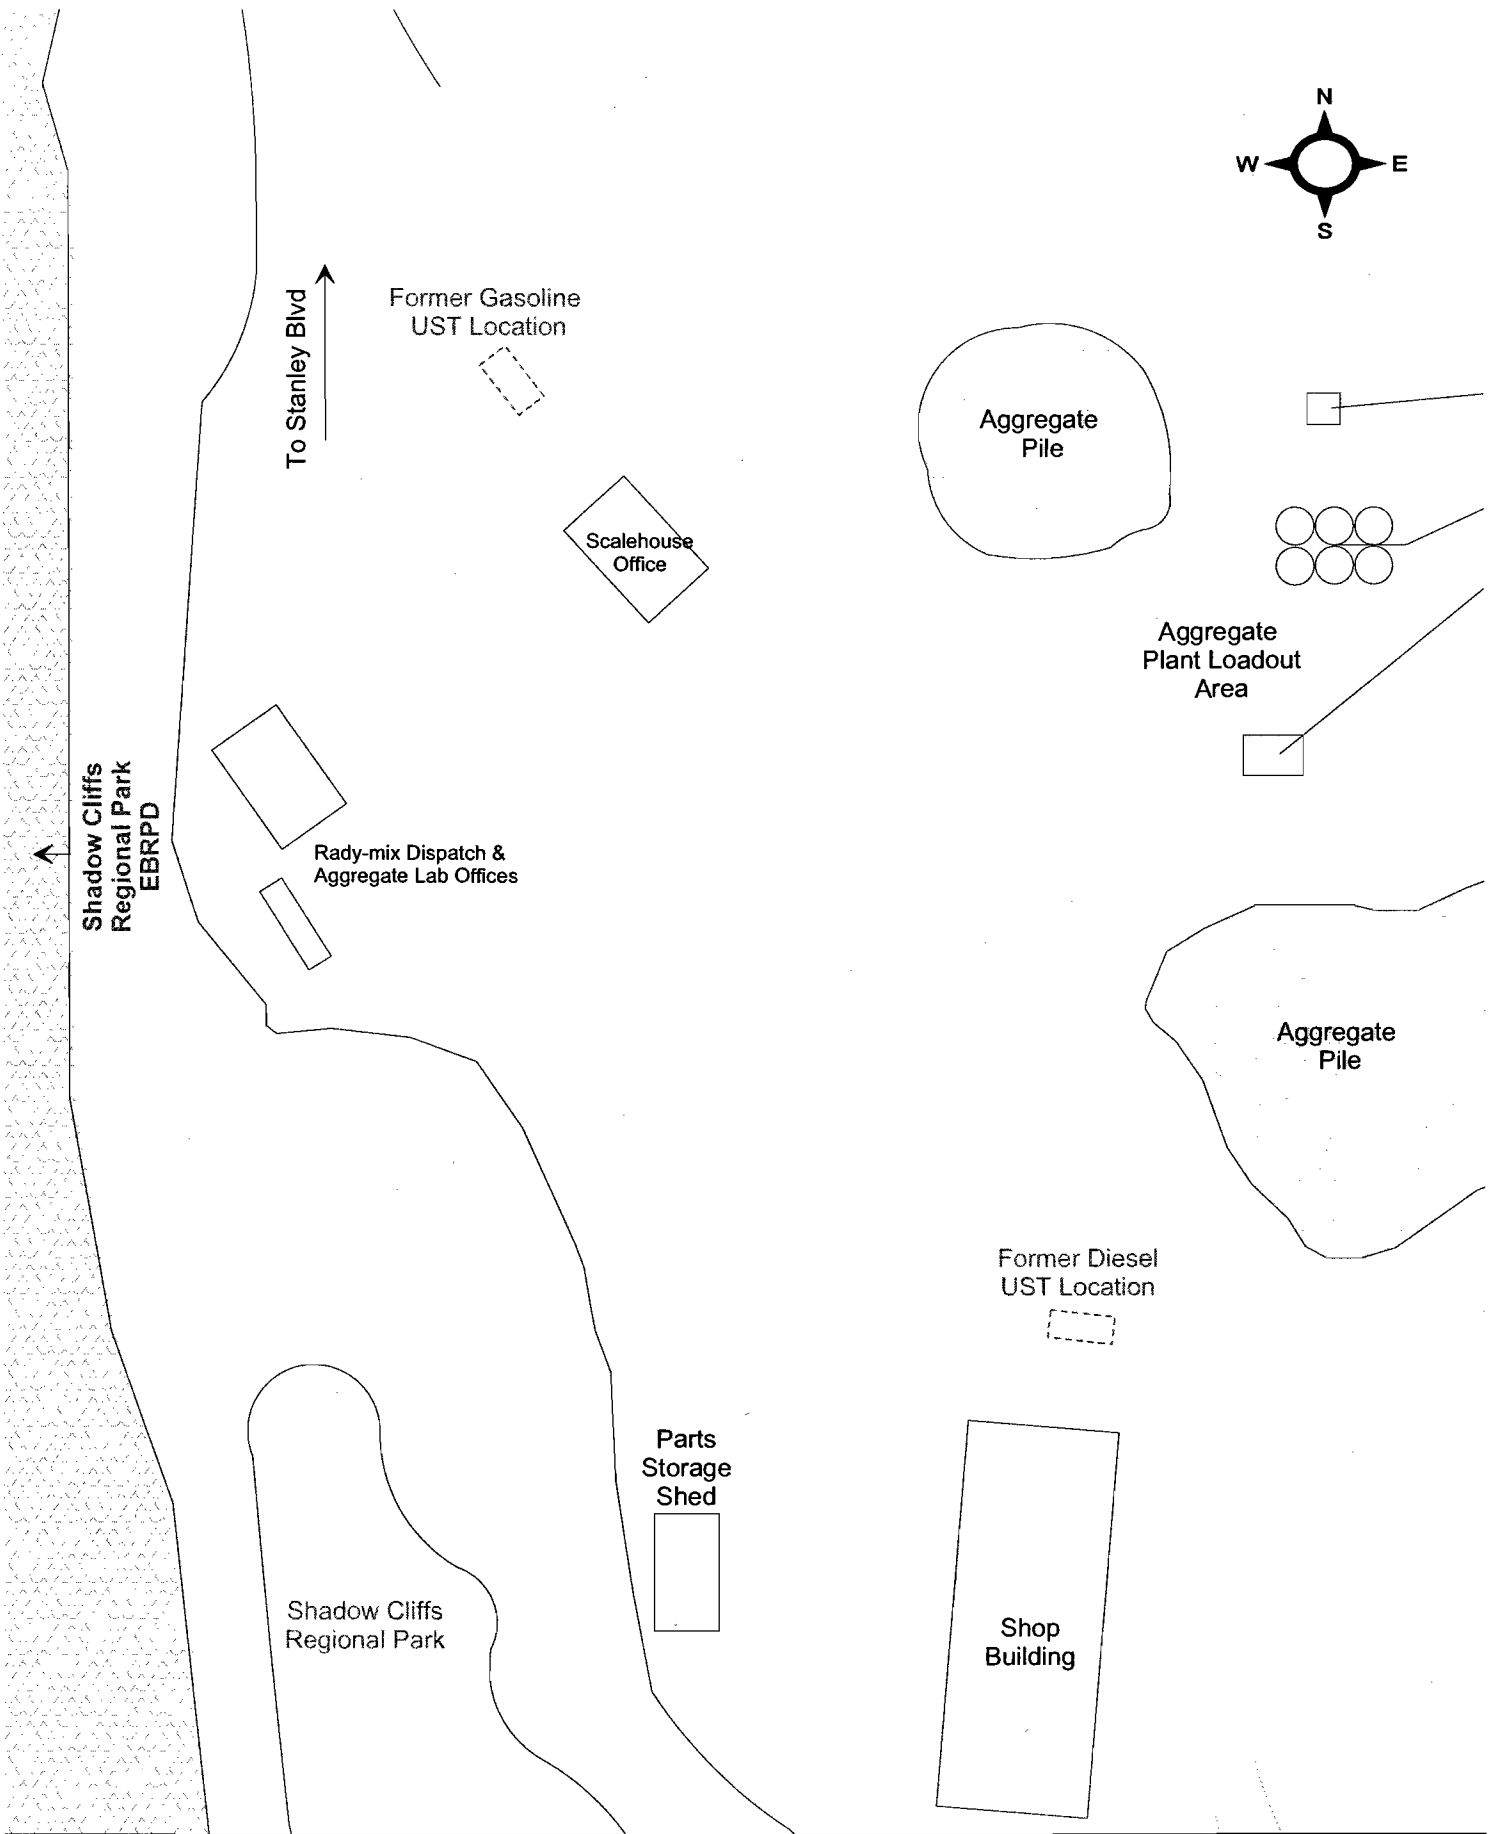 N
W E
S
To Stanley Blvd
Former Gasoline
UST Location
Aggregate
Pile
Scalehouse
Office
Aggregate
Plant Loadout
Area
Shadow Cliffs
Regional Park
EBRPD
Rady-mix Dispatch &
Aggregate Lab Offices
Aggregate
Pile
Former Diesel
UST Location
Parts
Storage
Shed
Shadow Cliffs
Regional Park
Shop
Building